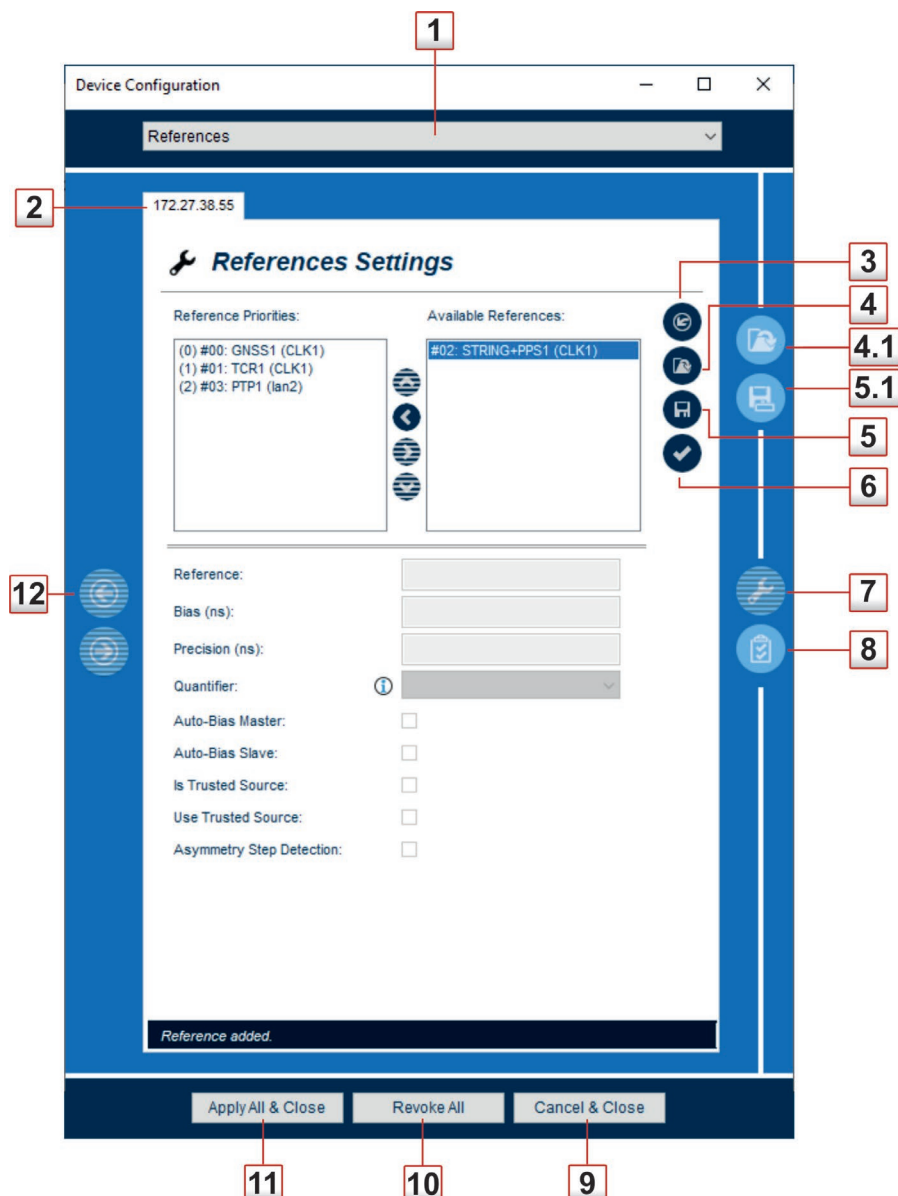 1
Device Configuration
References
2
172.27.38.55
References Settings
3
Reference Priorities:
Available References:
4
(0) #00: GNSS1 (CLK1)
(1) #01: TCR1 (CLK1)
(2) #03: PTP1 (lan2)
#02: STRING+PPS1 (CLK1)
4.1
5.1
5
6
12
Reference:
7
Bias (ns):
Precision (ns):
8
Quantifier:
Auto-Bias Master:
Auto-Bias Slave:
Is Trusted Source:
Use Trusted Source:
Asymmetry Step Detection:
Reference added.
Apply All & Close
Revoke All
Cancel & Close
11
10
9